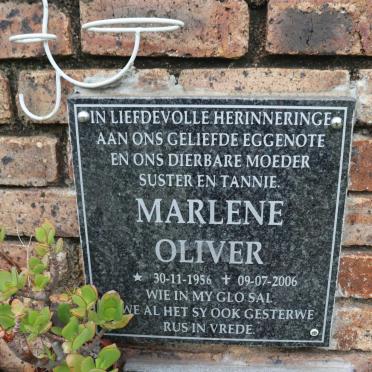 IN LIEFDEVOLLE HERINNERINGE
AAN ONS GELIEFDE EGGENOTE
EN ONS DIERBARE MOEDER
SUSTER EN TANNIE.
MARLENE
OLIVER
★ 30-11-1956 ✝ 09-07-2006
WIE IN MY GLO SAL
LWE AL HET SY OOK GESTERWE
RUS IN VREDE